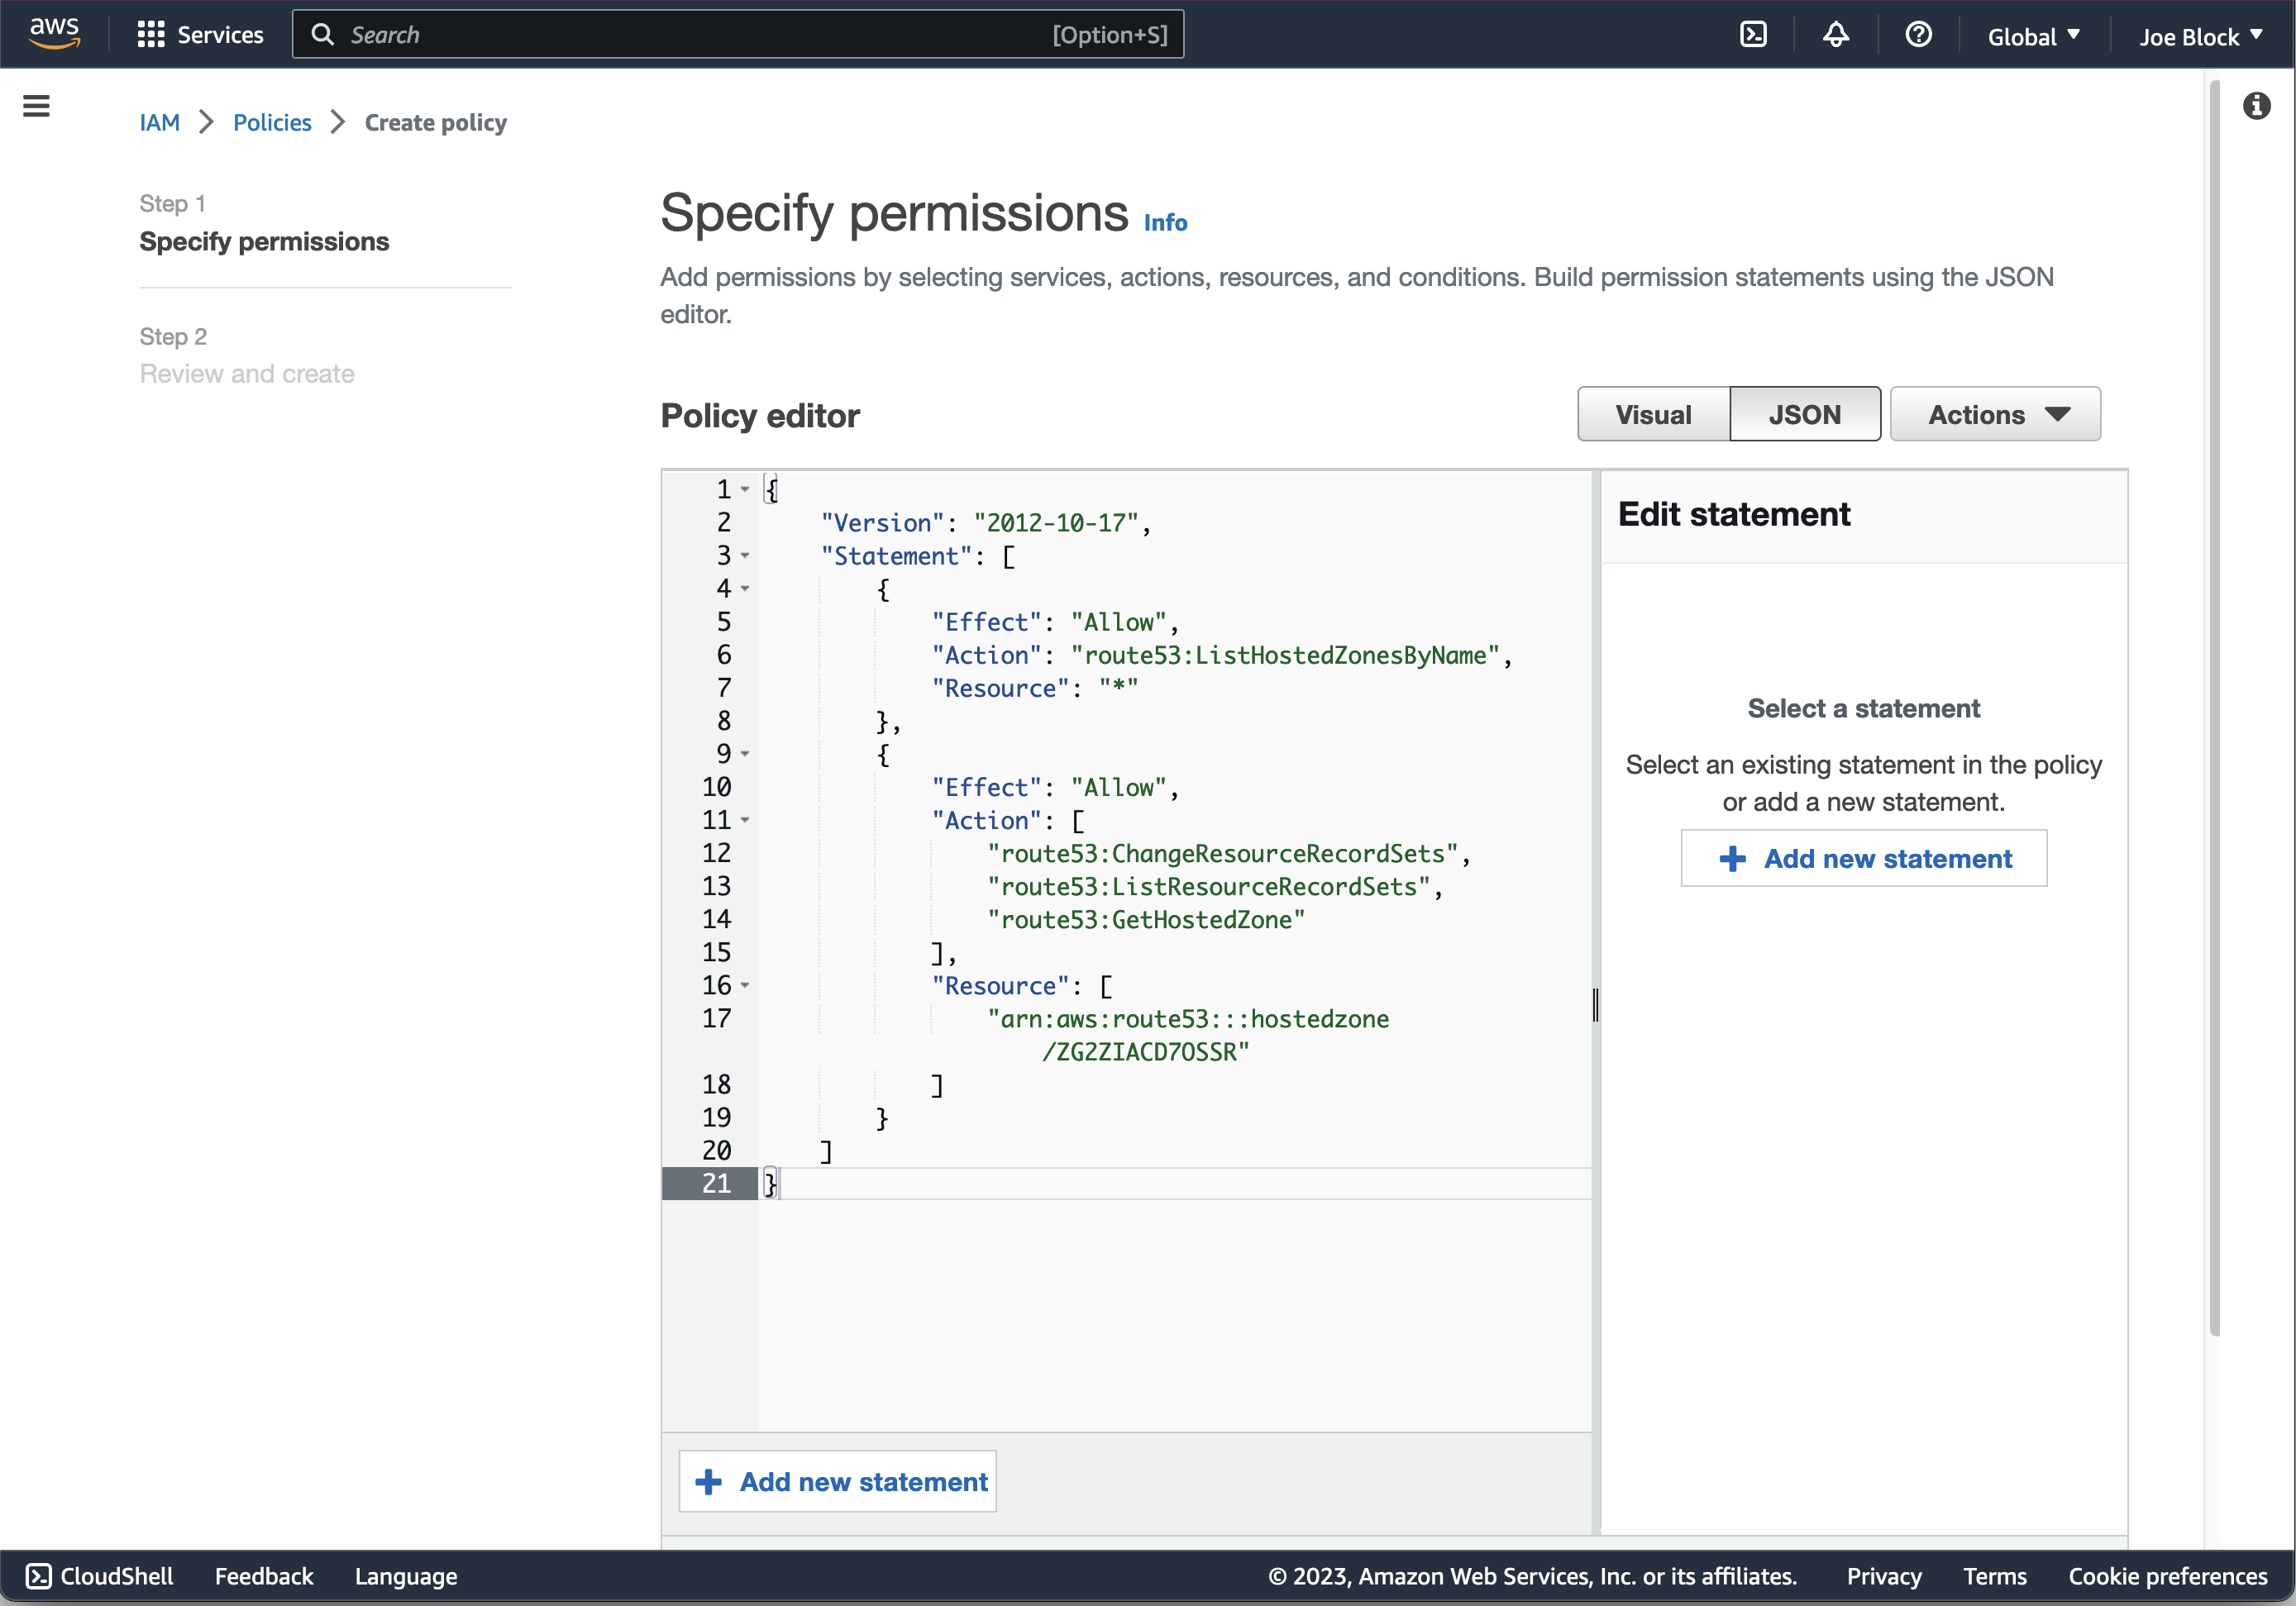 aws Services Search [Option+S] Global Joe Block
IAM Policies Create policy
Step 1
Specify permissions
Step 2
Review and create
Specify permissions Info
Add permissions by selecting services, actions, resources, and conditions. Build permission statements using the JSON
editor.
Policy editor Visual JSON Actions
1 {
2 "Version": "2012-10-17",
3 "Statement": [
4 {
5 "Effect": "Allow",
6 "Action": "route53:ListHostedZonesByName",
7 "Resource": "*"
8 },
9 {
10 "Effect": "Allow",
11 "Action": [
12 "route53:ChangeResourceRecordSets",
13 "route53:ListResourceRecordSets",
14 "route53:GetHostedZone"
15 ],
16 "Resource": [
17 "arn:aws:route53:::hostedzone
/ZG2ZIACD7OSSR"
18 ]
19 }
20 ]
21 }
Add new statement
Edit statement
Select a statement
Select an existing statement in the policy
or add a new statement.
Add new statement
CloudShell Feedback Language © 2023, Amazon Web Services, Inc. or its affiliates. Privacy Terms Cookie preferences